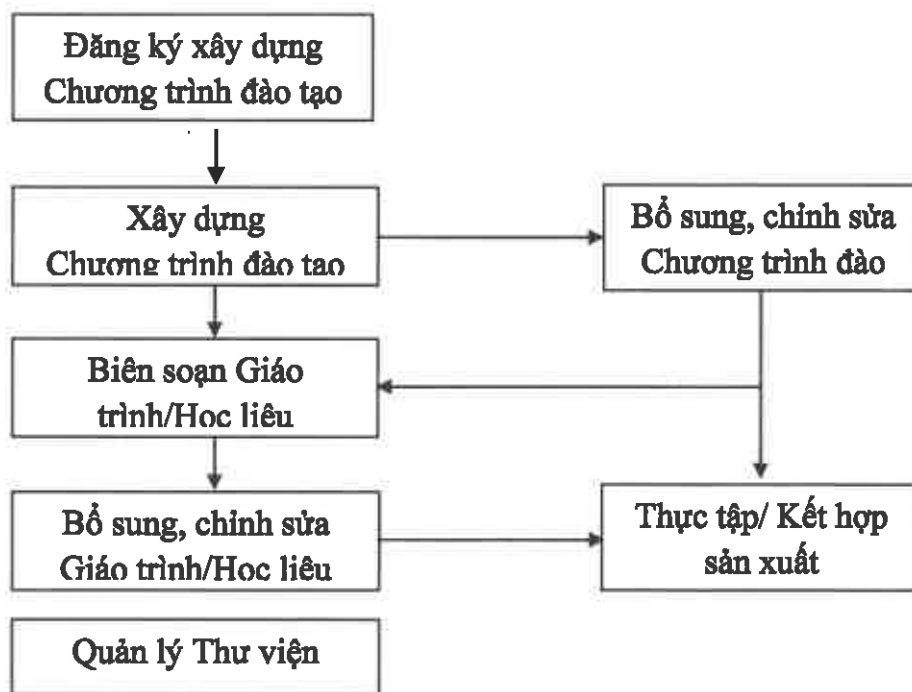 Đăng ký xây dựng
Chương trình đào tạo
Xây dựng
Chương trình đào tạo
Bổ sung, chỉnh sửa
Chương trình đào
Biên soạn Giáo
trình/Học liệu
Bổ sung, chỉnh sửa
Giáo trình/Học liệu
Thực tập/ Kết hợp
sản xuất
Quản lý Thư viện